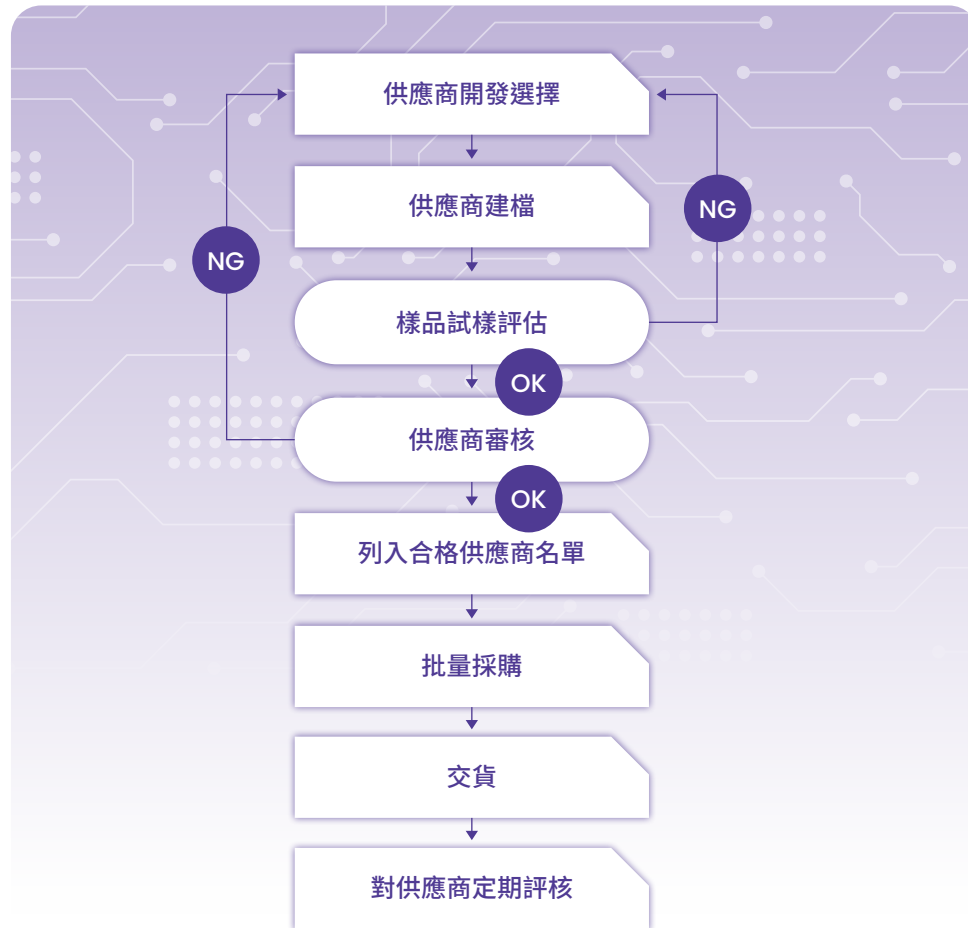 供應商開發選擇
供應商建檔
NG
NG
樣品試樣評估
OK
供應商審核
OK
列入合格供應商名單
批量採購
交貨
對供應商定期評核